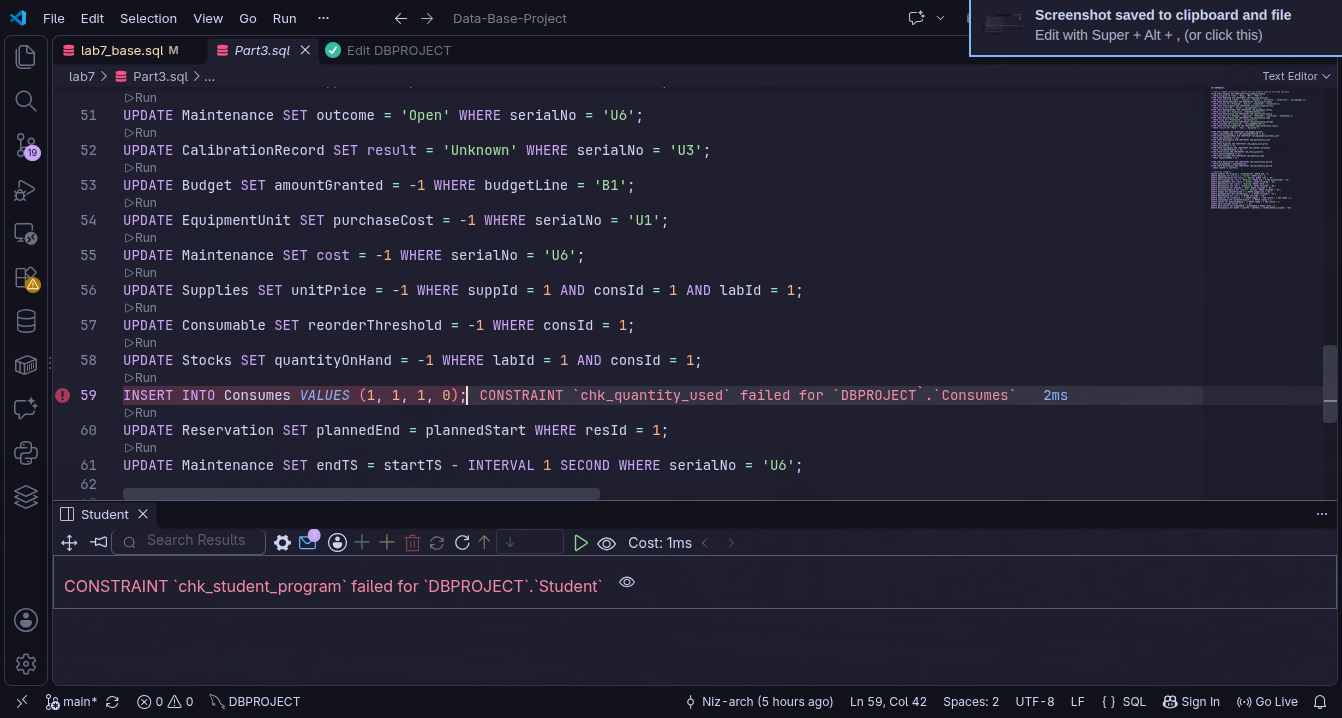 File Edit Selection View Go Run ··· Data-Base-Project
Screenshot saved to clipboard and file
Edit with Super + Alt + , (or click this)
lab7_base.sql M Part3.sql Edit DBPROJECT
lab7 > Part3.sql > ... Text Editor
Run
51 UPDATE Maintenance SET outcome = 'Open' WHERE serialNo = 'U6';
Run
52 UPDATE CalibrationRecord SET result = 'Unknown' WHERE serialNo = 'U3';
Run
53 UPDATE Budget SET amountGranted = -1 WHERE budgetLine = 'B1';
Run
54 UPDATE EquipmentUnit SET purchaseCost = -1 WHERE serialNo = 'U1';
Run
55 UPDATE Maintenance SET cost = -1 WHERE serialNo = 'U6';
Run
56 UPDATE Supplies SET unitPrice = -1 WHERE suppId = 1 AND consId = 1 AND labId = 1;
Run
57 UPDATE Consumable SET reorderThreshold = -1 WHERE consId = 1;
Run
58 UPDATE Stocks SET quantityOnHand = -1 WHERE labId = 1 AND consId = 1;
Run
59 INSERT INTO Consumes VALUES (1, 1, 1, 0); CONSTRAINT `chk_quantity_used` failed for `DBPROJECT`.`Consumes` 2ms
Run
60 UPDATE Reservation SET plannedEnd = plannedStart WHERE resId = 1;
Run
61 UPDATE Maintenance SET endTS = startTS - INTERVAL 1 SECOND WHERE serialNo = 'U6';
62
19
Student
Search Results Cost: 1ms
CONSTRAINT `chk_student_program` failed for `DBPROJECT`.`Student`
main* 0 0 DBPROJECT Niz-arch (5 hours ago) Ln 59, Col 42 Spaces: 2 UTF-8 LF { } SQL Sign In Go Live